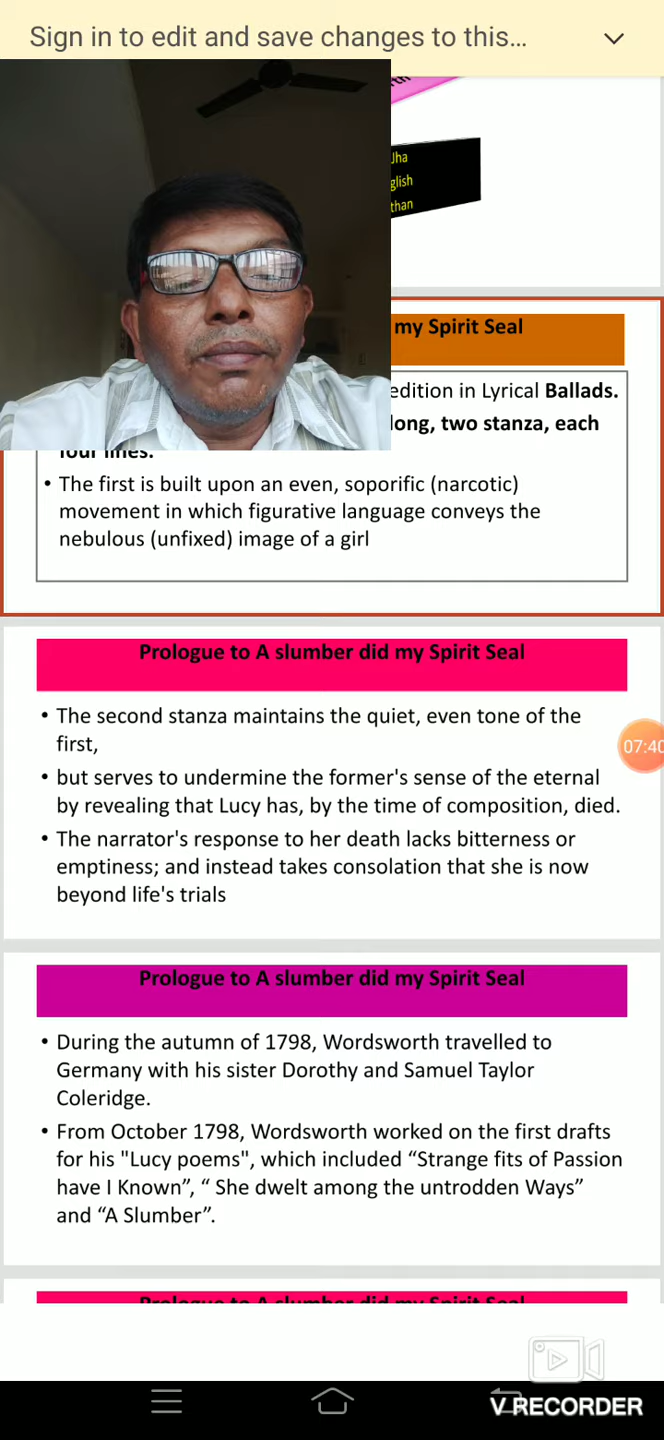 Sign in to edit and save changes to this...
Jha
glish
than
my Spirit Seal
edition in Lyrical Ballads.
long, two stanza, each
four lines.
• The first is built upon an even, soporific (narcotic)
movement in which figurative language conveys the
nebulous (unfixed) image of a girl
Prologue to A slumber did my Spirit Seal
• The second stanza maintains the quiet, even tone of the
first,
• but serves to undermine the former's sense of the eternal
by revealing that Lucy has, by the time of composition, died.
• The narrator's response to her death lacks bitterness or
emptiness; and instead takes consolation that she is now
beyond life's trials
07:40
Prologue to A slumber did my Spirit Seal
• During the autumn of 1798, Wordsworth travelled to
Germany with his sister Dorothy and Samuel Taylor
Coleridge.
• From October 1798, Wordsworth worked on the first drafts
for his "Lucy poems", which included “Strange fits of Passion
have I Known”, “ She dwelt among the untrodden Ways”
and “A Slumber”.
Prologue to A slumber did my Spirit Seal
V RECORDER